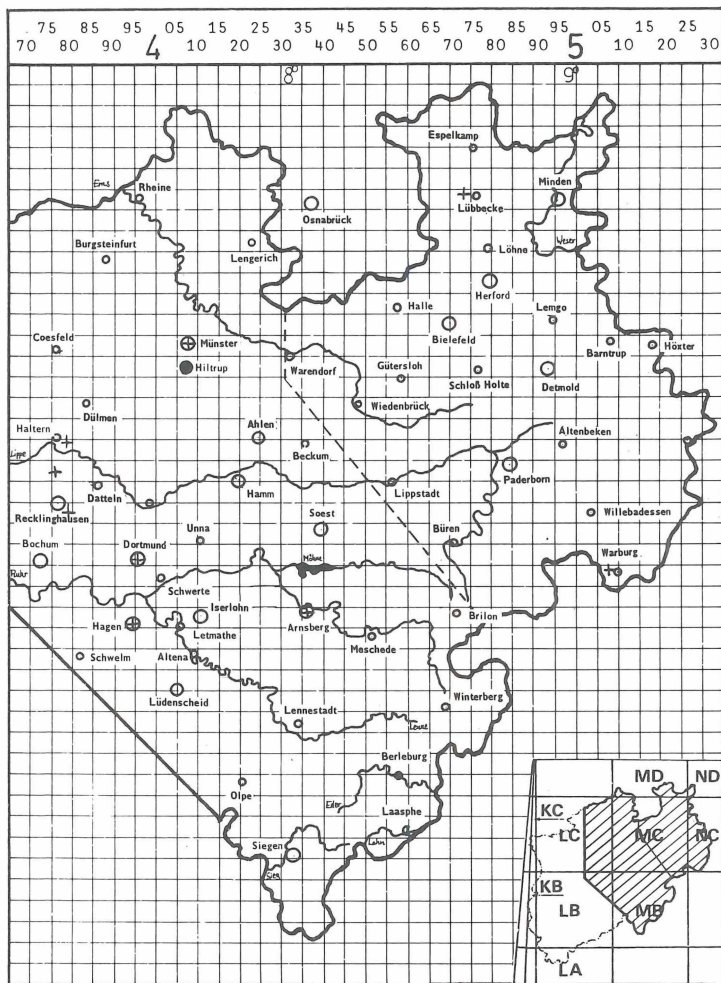 75 85 95 05 15 25 35 45 55 65 75 85 95 05 15 25
70 80 90 4 10 20 30 40 50 60 70 80 90 5 10 20 30
8° 9°
Espelkamp
Ems
Rheine
Minden
Osnabrück
Lübbecke
Burgsteinfurt
Lengerich
Löhne
Weser
Herford
Halle
Lemgo
Coesfeld
Münster
Bielefeld
Barntrup
Höxter
Hiltrup
Warendorf
Gütersloh
Schloß Holte
Detmold
Dülmen
Wiedenbrück
Haltern
Ahlen
Altenbeken
Lippe
Beckum
Datteln
Hamm
Lippstadt
Paderborn
Recklinghausen
Soest
Willebadessen
Unna
Büren
Bochum
Dortmund
Möhne
Warburg
Ruhr
Schwerte
Iserlohn
Hagen
Letmathe
Arnsberg
Brilon
Schwelm
Altena
Meschede
Lüdenscheid
Winterberg
Lennestadt
Lenne
Berleburg
Olpe
Eder
Laasphe
Siegen
Lahn
Sieg
MD ND
KC
LC MC NC
KB
LB MB
LA